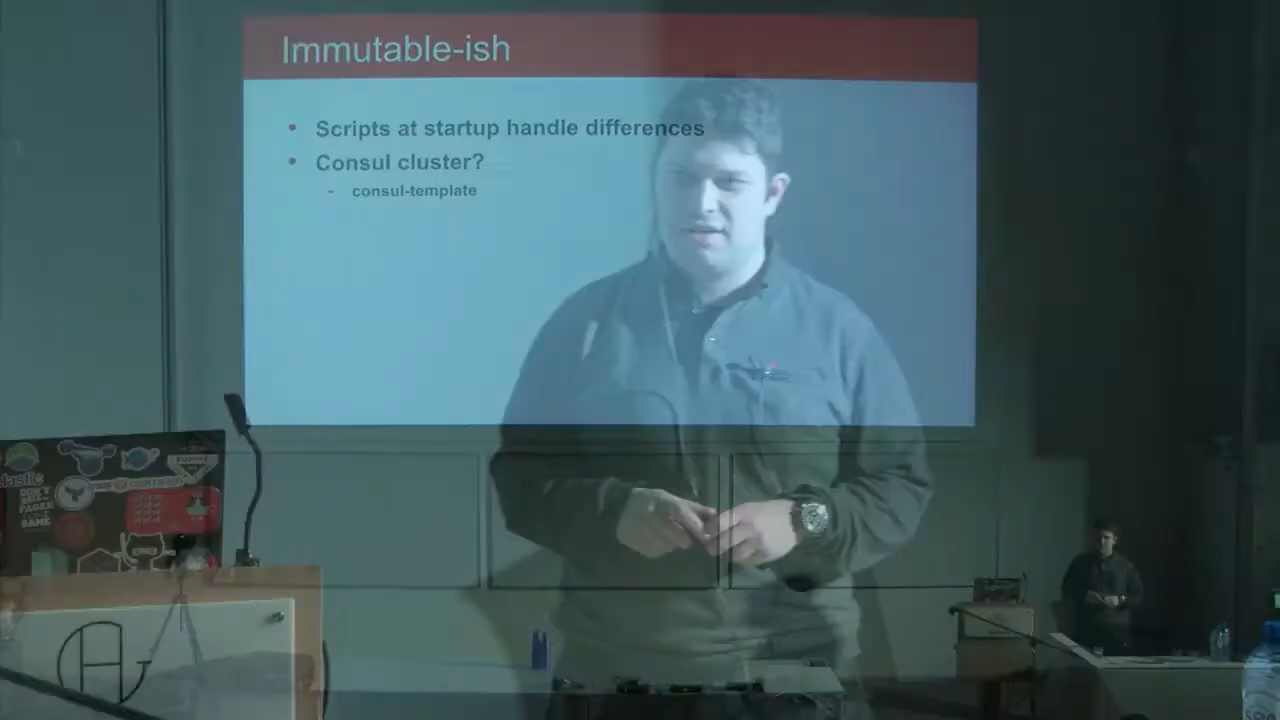 Immutable-ish
• Scripts at startup handle differences
• Consul cluster?
- consul-template